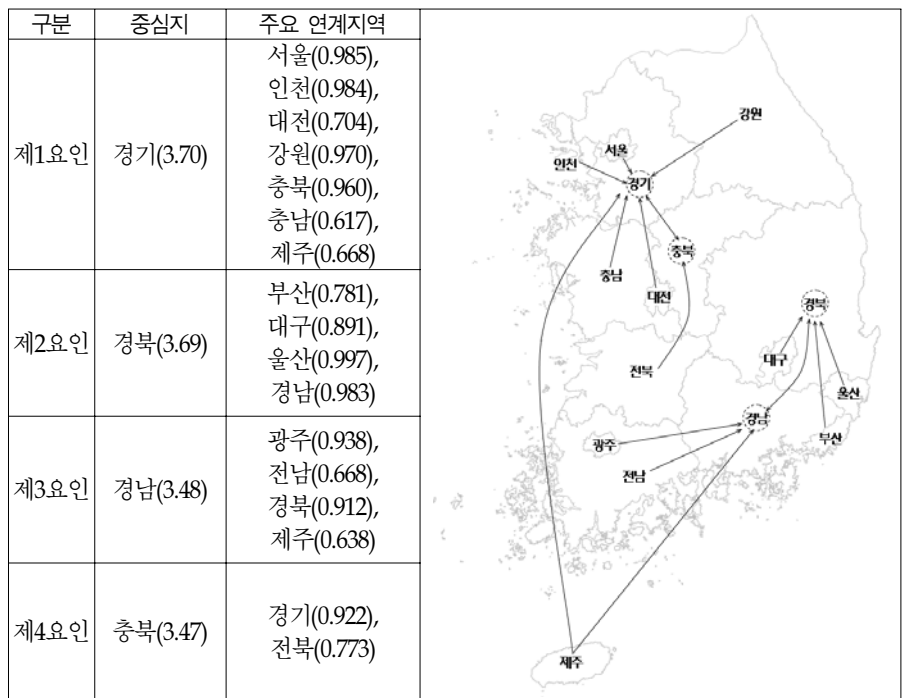 구분 중심지 주요 연계지역
제1요인 경기(3.70) 서울(0.985),
인천(0.984),
대전(0.704),
강원(0.970),
충북(0.960),
충남(0.617),
제주(0.668)
제2요인 경북(3.69) 부산(0.781),
대구(0.891),
울산(0.997),
경남(0.983)
제3요인 경남(3.48) 광주(0.938),
전남(0.668),
경북(0.912),
제주(0.638)
제4요인 충북(3.47) 경기(0.922),
전북(0.773)
강원
서울
인천
경기
충북
충남
대전
경북
대구
전북
울산
경남
부산
광주
전남
제주